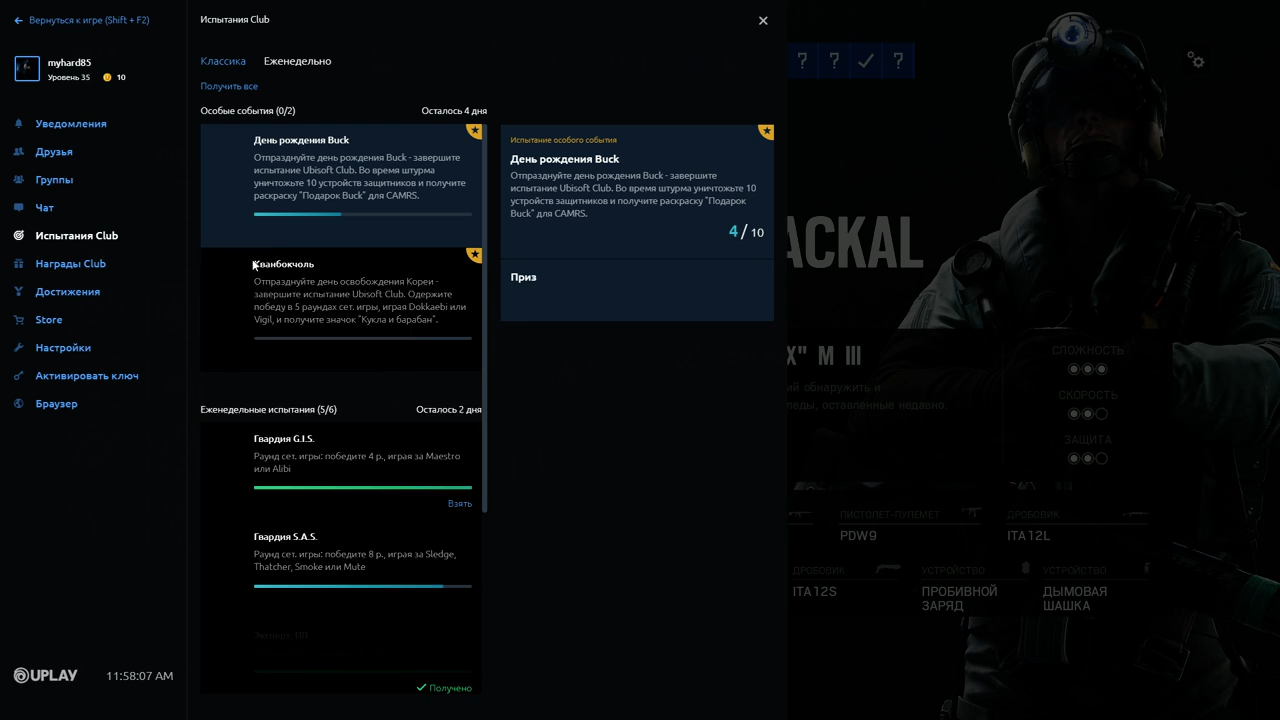 Вернуться к игре (Shift + F2)
myhard85
Уровень 35
10
Уведомления
Друзья
Группы
Чат
Испытания Club
Награды Club
Достижения
Store
Настройки
Активировать ключ
Браузер
UPLAY
11:58:07 AM
Испытания Club
Классика
Еженедельно
Получить все
Особые события (0/2)
Осталось 4 дня
День рождения Buck
Отпразднуйте день рождения Buck - завершите
испытание Ubisoft Club. Во время штурма
уничтожьте 10 устройств защитников и получите
раскраску "Подарок Buck" для CAMRS.
Кванбокчоль
Отпразднуйте день освобождения Кореи -
завершите испытание Ubisoft Club. Одержите
победу в 5 раундах сет. игры, играя Dokkaebi или
Vigil, и получите значок "Кукла и барабан".
Еженедельные испытания (5/6)
Осталось 2 дня
Гвардия G.I.S.
Раунд сет. игры: победите 4 р., играя за Maestro
или Alibi
Взять
Гвардия S.A.S.
Раунд сет. игры: победите 8 р., играя за Sledge,
Thatcher, Smoke или Mute
Получено
Испытание особого события
День рождения Buck
Отпразднуйте день рождения Buck - завершите
испытание Ubisoft Club. Во время штурма уничтожьте 10
устройств защитников и получите раскраску "Подарок
Buck" для CAMRS.
4 / 10
Приз
? ? ?
ACKAL
X" M III
ий обнаружить и
леды, оставленные недавно.
СЛОЖНОСТЬ
СКОРОСТЬ
ЗАЩИТА
ПИСТОЛЕТ-ПУЛЕМЕТ
PDW9
ДРОБОВИК
ITA12L
ДРОБОВИК
ITA12S
УСТРОЙСТВО
ПРОБИВНОЙ
ЗАРЯД
УСТРОЙСТВО
ДЫМОВАЯ
ШАШКА